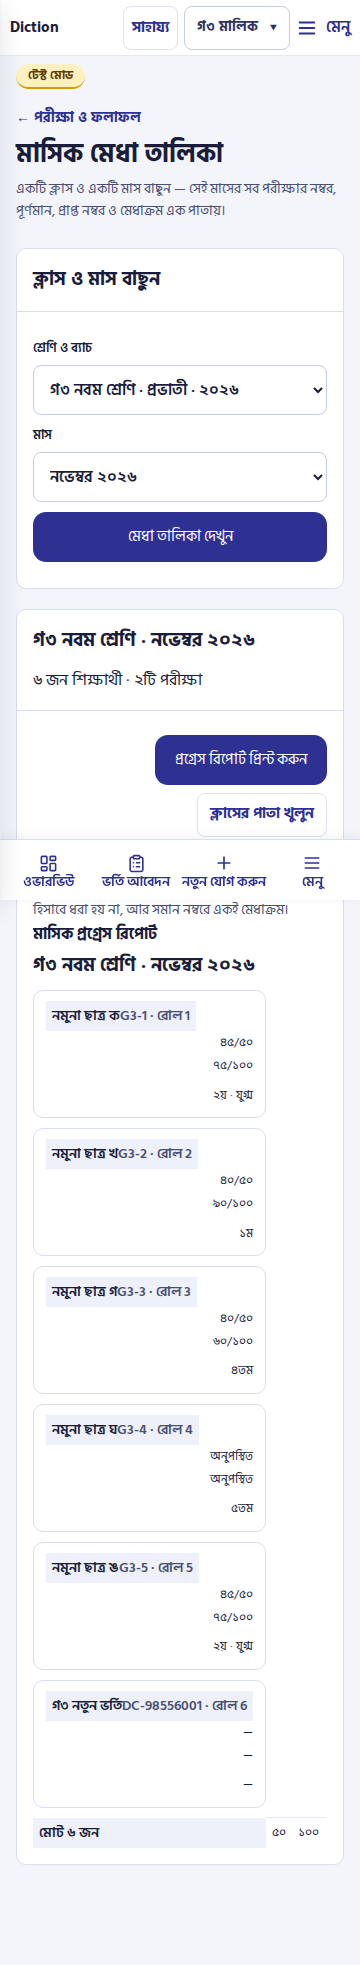 Diction
সাহায্য
গ৩ মালিক
মেনু
টেস্ট মোড
← পরীক্ষা ও ফলাফল
মাসিক মেধা তালিকা
একটি ক্লাস ও একটি মাস বাছুন — সেই মাসের সব পরীক্ষার নম্বর,
পূর্ণমান, প্রাপ্ত নম্বর ও মেধাক্রম এক পাতায়।
ক্লাস ও মাস বাছুন
শ্রেণি ও ব্যাচ
গ৩ নবম শ্রেণি · প্রভাতী · ২০২৬
মাস
নভেম্বর ২০২৬
মেধা তালিকা দেখুন
গ৩ নবম শ্রেণি · নভেম্বর ২০২৬
৬ জন শিক্ষার্থী · ২টি পরীক্ষা
প্রগ্রেস রিপোর্ট প্রিন্ট করুন
ক্লাসের পাতা খুলুন
ওভারভিউ
ভর্তি আবেদন
নতুন যোগ করুন
মেনু
হিসাবে ধরা হয় না, আর সমান নম্বরে একই মেধাক্রম।
মাসিক প্রগ্রেস রিপোর্ট
গ৩ নবম শ্রেণি · নভেম্বর ২০২৬
নমুনা ছাত্র কG3-1 · রোল 1
৪৫/৫০
৭৫/১০০
২য় · যুগ্ম
নমুনা ছাত্র খG3-2 · রোল 2
৪০/৫০
৯০/১০০
১ম
নমুনা ছাত্র গG3-3 · রোল 3
৪০/৫০
৬০/১০০
৪তম
নমুনা ছাত্র ঘG3-4 · রোল 4
অনুপস্থিত
অনুপস্থিত
৫তম
নমুনা ছাত্র ঙG3-5 · রোল 5
৪৫/৫০
৭৫/১০০
২য় · যুগ্ম
গ৩ নতুন ভর্তিDC-98556001 · রোল 6
—
—
—
মোট ৬ জন ৫০ ১০০